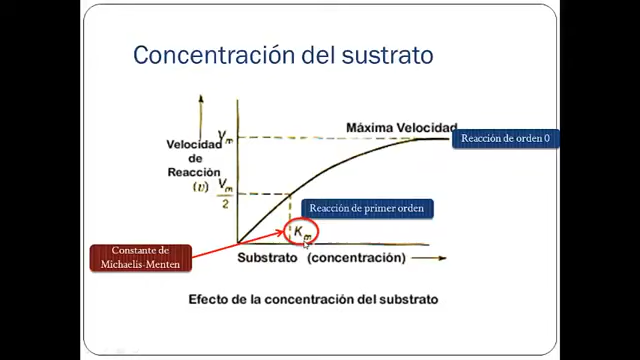 Concentración del sustrato
Máxima Velocidad
Vm
Reacción de orden 0
Velocidad
de
Reacción
(v)
Vm
2
Reacción de primer orden
Km
Constante de
Michaelis-Menten
Substrato (concentración)
Efecto de la concentración del substrato